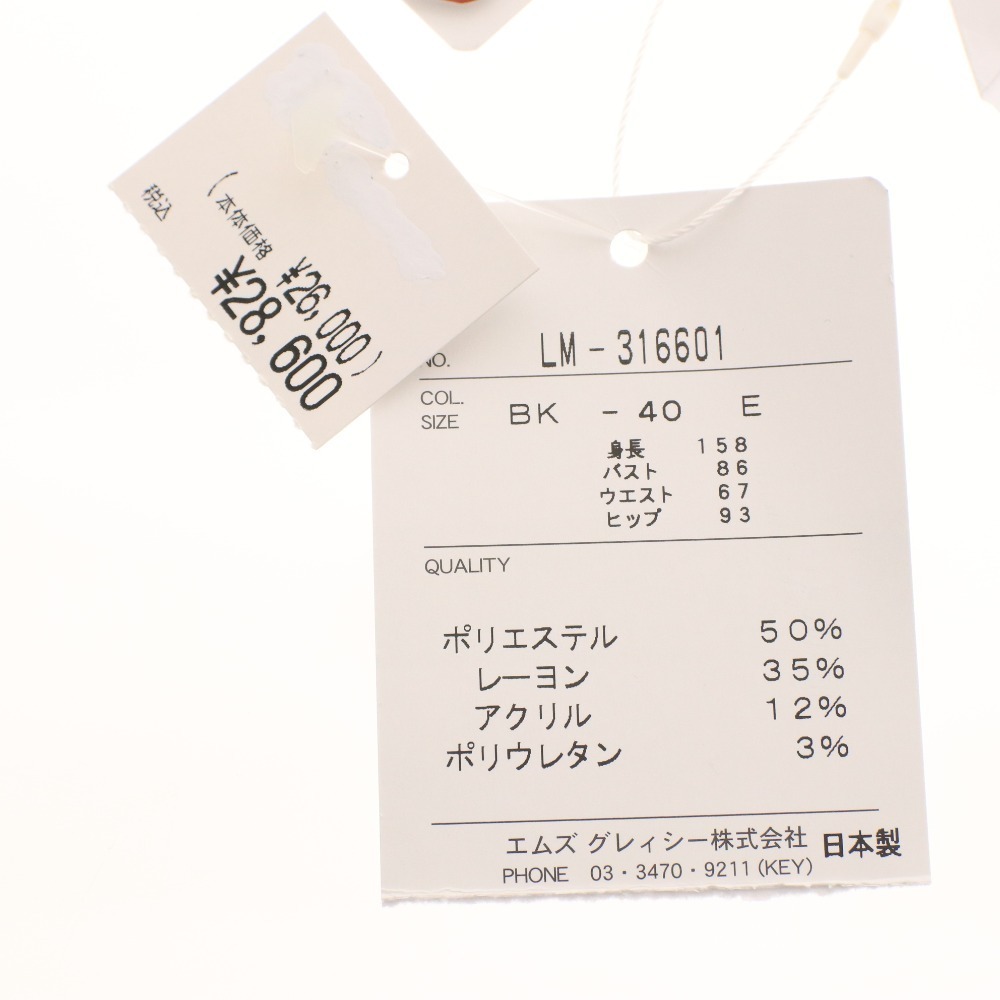 税込
(本体価格 ¥26,000)
¥28,600
NO. LM-316601
COL.
SIZE BK -40 E
身長 158
バスト 86
ウエスト 67
ヒップ 93
QUALITY
ポリエステル 50%
レーヨン 35%
アクリル 12%
ポリウレタン 3%
エムズ グレィシー株式会社 日本製
PHONE 03・3470・9211(KEY)